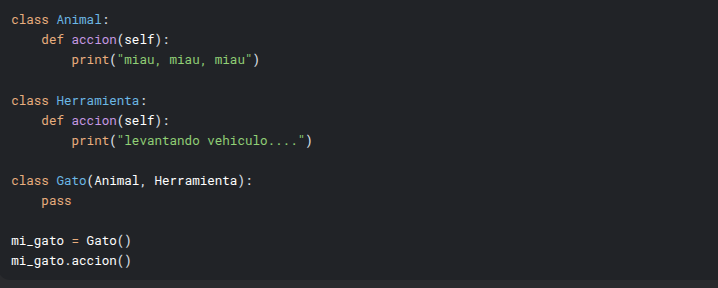 class Animal:
    def accion(self):
        print("miau, miau, miau")

class Herramienta:
    def accion(self):
        print("levantando vehiculo....")

class Gato(Animal, Herramienta):
    pass

mi_gato = Gato()
mi_gato.accion()